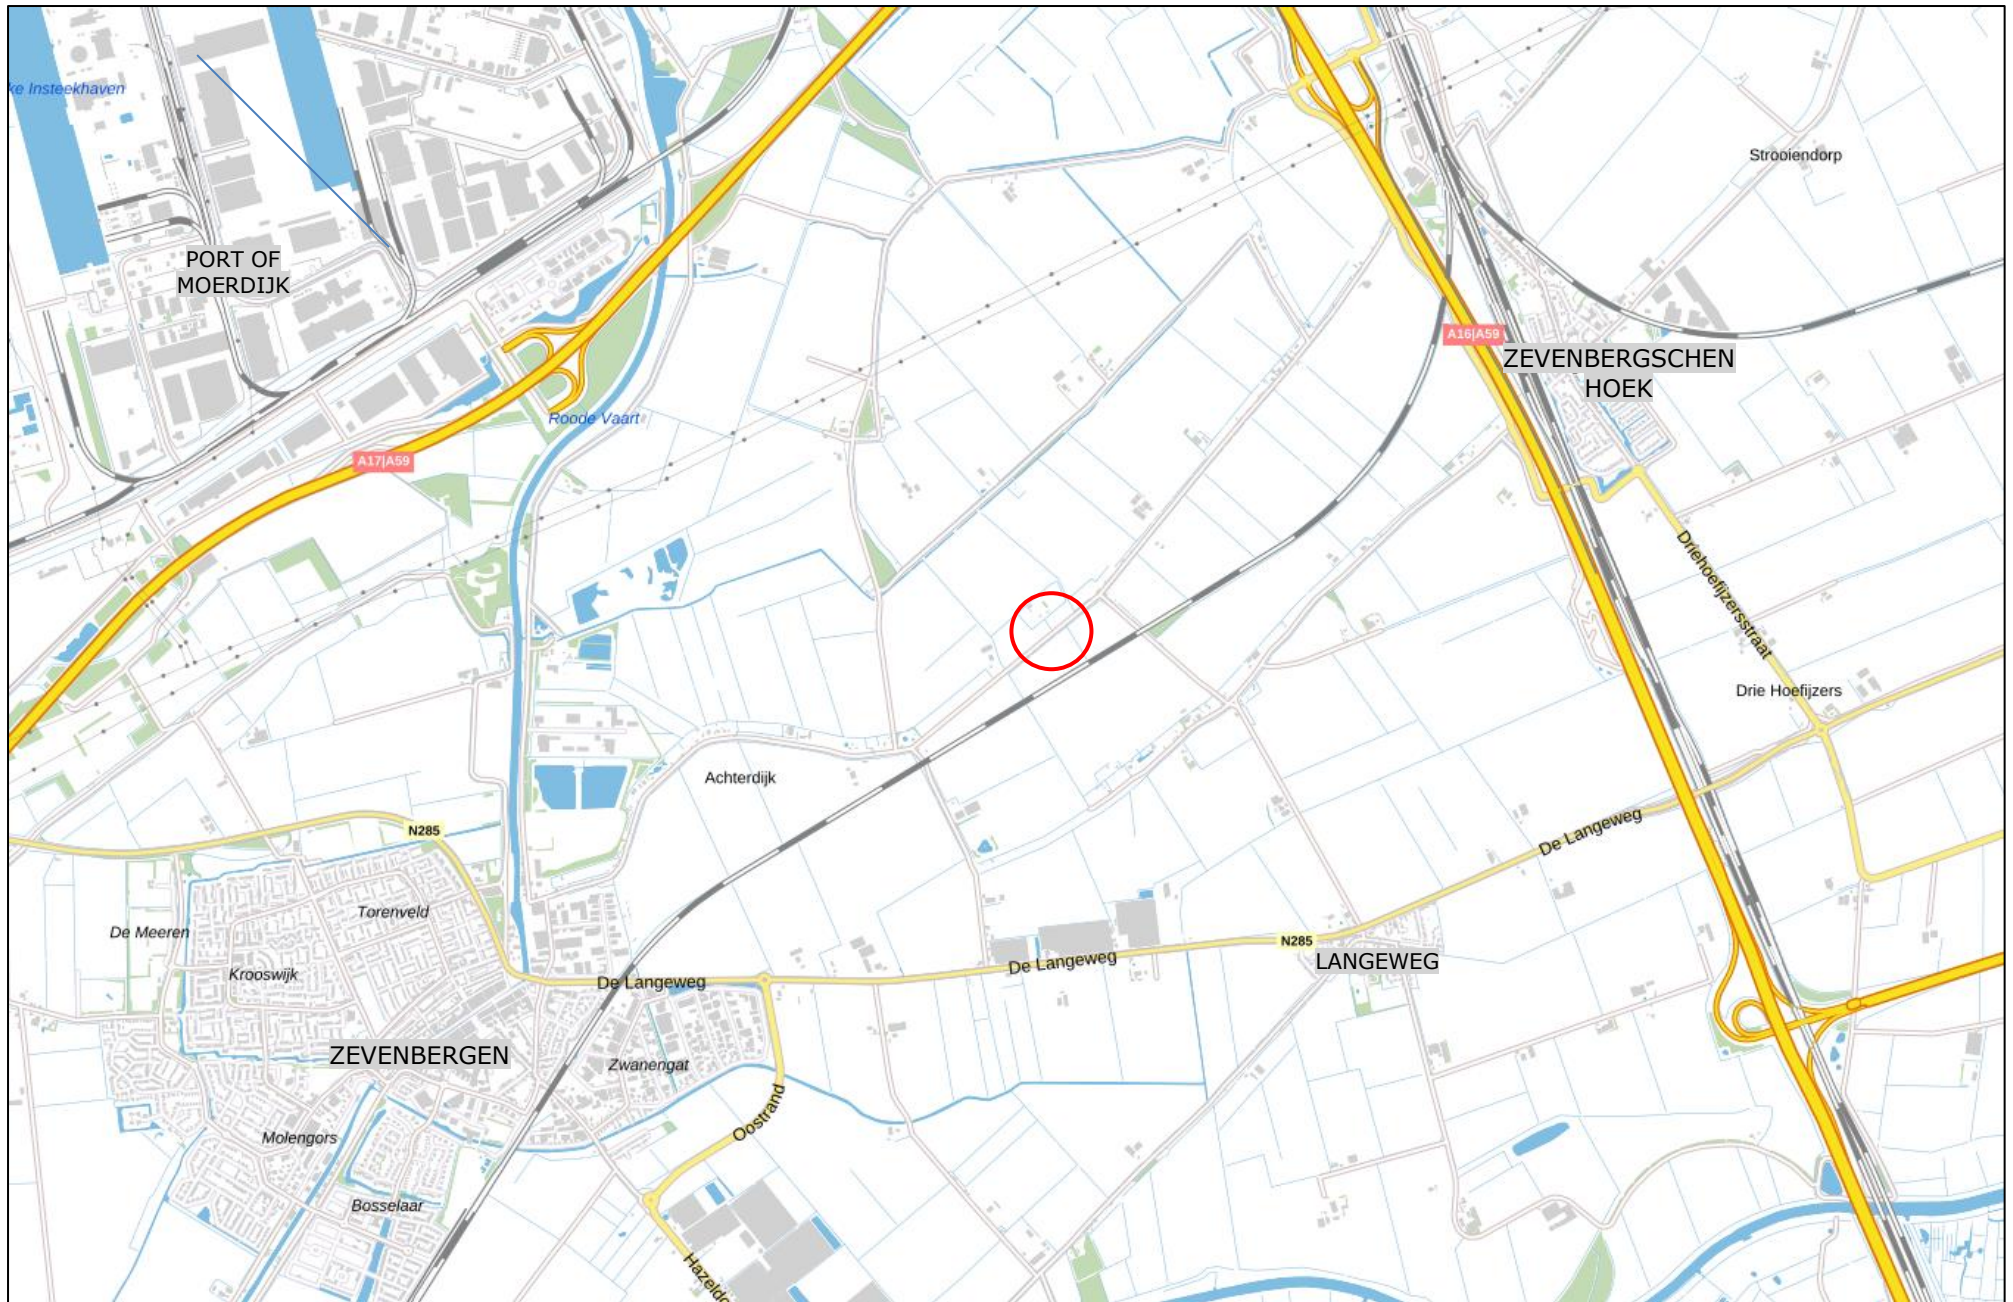 ke Insteekhaven
Strooiendorp
PORT OF
MOERDIJK
A16|A59
ZEVENBERGSCHEN
HOEK
Roode Vaart
A17|A59
Driehoefijzersstraat
Drie Hoefijzers
Achterdijk
N285
De Langeweg
Torenveld
De Meeren
N285
LANGEWEG
De Langeweg
Krooswijk
De Langeweg
ZEVENBERGEN
Zwanengat
Oostrand
Molengors
Bosselaar
Hazeldo